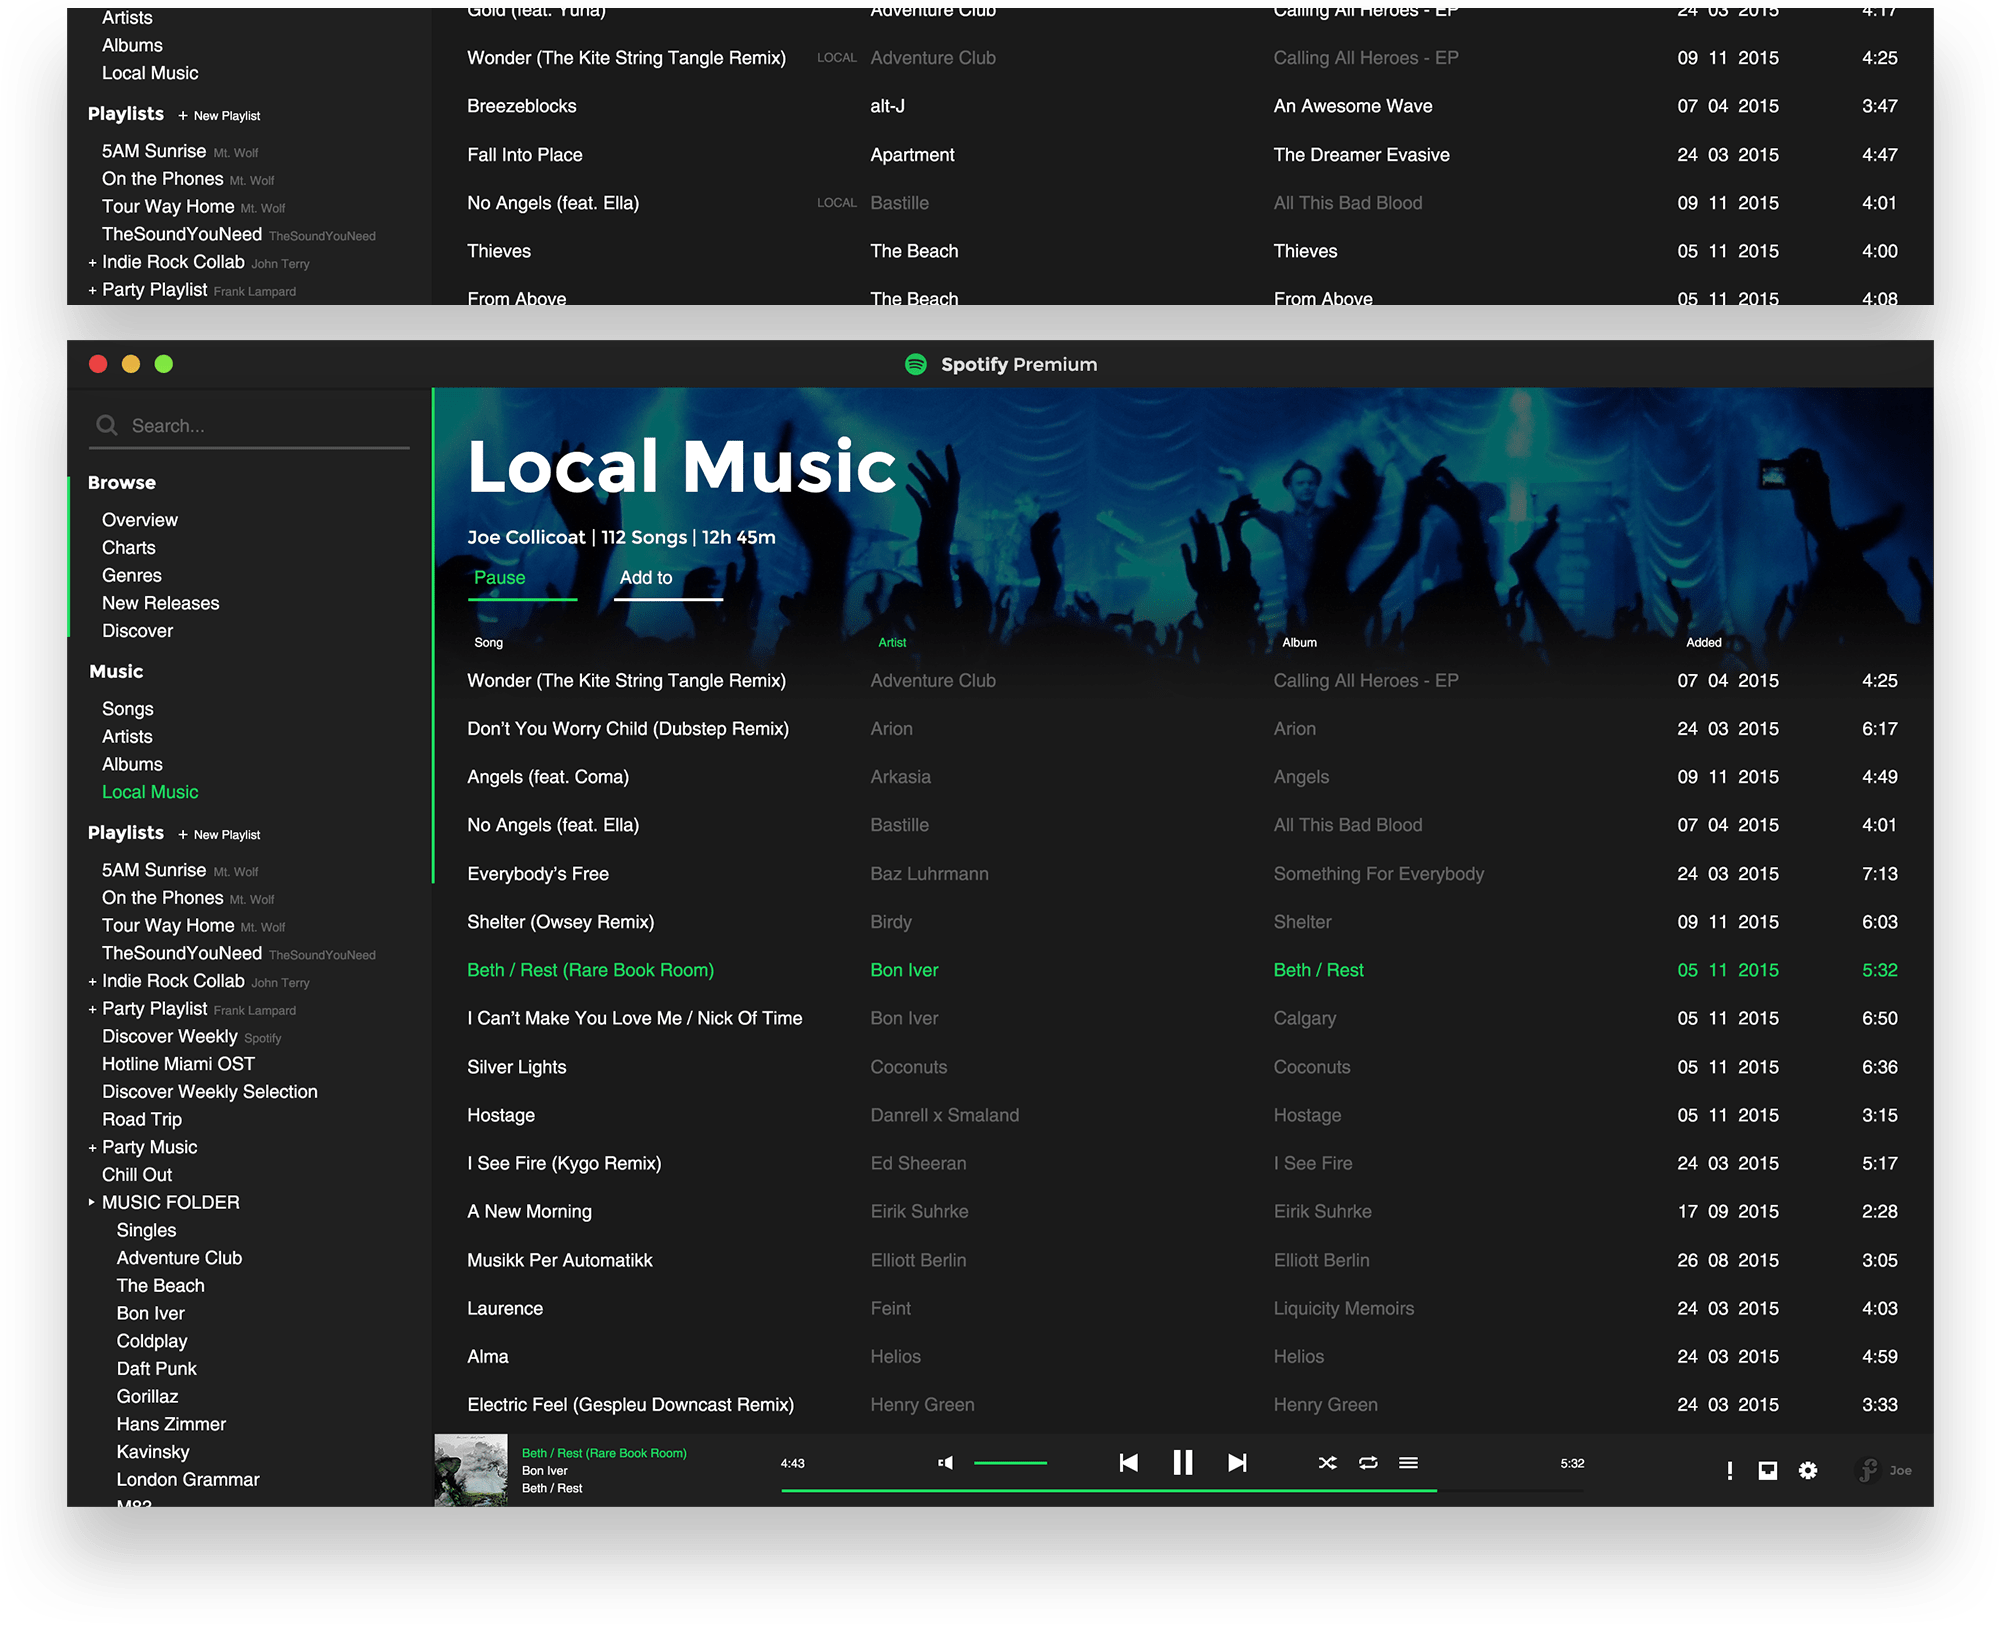 Artists
Albums
Local Music
Playlists + New Playlist
5AM Sunrise Mt. Wolf
On the Phones Mt. Wolf
Tour Way Home Mt. Wolf
TheSoundYouNeed TheSoundYouNeed
+ Indie Rock Collab John Terry
+ Party Playlist Frank Lampard
Gold (feat. Yuna) Adventure Club Calling All Heroes - EP 24 03 2015 4:17
Wonder (The Kite String Tangle Remix) LOCAL Adventure Club Calling All Heroes - EP 09 11 2015 4:25
Breezeblocks alt-J An Awesome Wave 07 04 2015 3:47
Fall Into Place Apartment The Dreamer Evasive 24 03 2015 4:47
No Angels (feat. Ella) LOCAL Bastille All This Bad Blood 09 11 2015 4:01
Thieves The Beach Thieves 05 11 2015 4:00
From Above The Beach From Above 05 11 2015 4:08
Spotify Premium
Search...
Browse
Overview
Charts
Genres
New Releases
Discover
Music
Songs
Artists
Albums
Local Music
Playlists + New Playlist
5AM Sunrise Mt. Wolf
On the Phones Mt. Wolf
Tour Way Home Mt. Wolf
TheSoundYouNeed TheSoundYouNeed
+ Indie Rock Collab John Terry
+ Party Playlist Frank Lampard
Discover Weekly Spotify
Hotline Miami OST
Discover Weekly Selection
Road Trip
+ Party Music
Chill Out
MUSIC FOLDER
Singles
Adventure Club
The Beach
Bon Iver
Coldplay
Daft Punk
Gorillaz
Hans Zimmer
Kavinsky
London Grammar
M83
Local Music
Joe Collicoat | 112 Songs | 12h 45m
Pause Add to
Song Artist Album Added
Wonder (The Kite String Tangle Remix) Adventure Club Calling All Heroes - EP 07 04 2015 4:25
Don’t You Worry Child (Dubstep Remix) Arion Arion 24 03 2015 6:17
Angels (feat. Coma) Arkasia Angels 09 11 2015 4:49
No Angels (feat. Ella) Bastille All This Bad Blood 07 04 2015 4:01
Everybody’s Free Baz Luhrmann Something For Everybody 24 03 2015 7:13
Shelter (Owsey Remix) Birdy Shelter 09 11 2015 6:03
Beth / Rest (Rare Book Room) Bon Iver Beth / Rest 05 11 2015 5:32
I Can’t Make You Love Me / Nick Of Time Bon Iver Calgary 05 11 2015 6:50
Silver Lights Coconuts Coconuts 05 11 2015 6:36
Hostage Danrell x Smaland Hostage 05 11 2015 3:15
I See Fire (Kygo Remix) Ed Sheeran I See Fire 24 03 2015 5:17
A New Morning Eirik Suhrke Eirik Suhrke 17 09 2015 2:28
Musikk Per Automatikk Elliott Berlin Elliott Berlin 26 08 2015 3:05
Laurence Feint Liquicity Memoirs 24 03 2015 4:03
Alma Helios Helios 24 03 2015 4:59
Electric Feel (Gespleu Downcast Remix) Henry Green Henry Green 24 03 2015 3:33
Beth / Rest (Rare Book Room)
Bon Iver
Beth / Rest
4:43 5:32
Joe